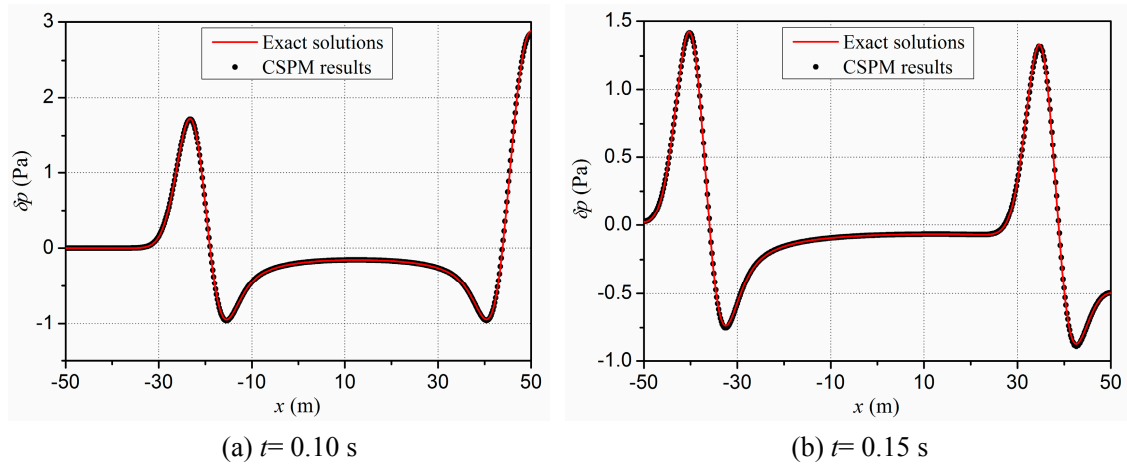 3
2
1
0
-1
δp (Pa)
Exact solutions
CSPM results
-50
-30
-10
10
30
50
x (m)
(a) t= 0.10 s
1.5
1.0
0.5
0.0
-0.5
-1.0
δp (Pa)
Exact solutions
CSPM results
-50
-30
-10
10
30
50
x (m)
(b) t= 0.15 s